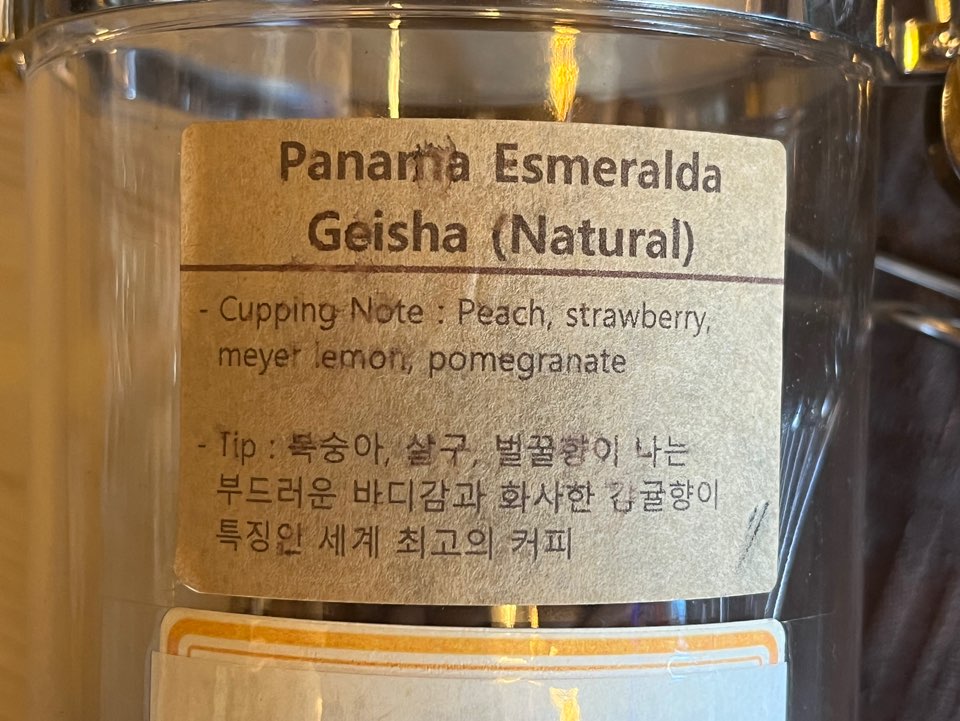 Panama Esmeralda
Geisha (Natural)
- Cupping Note : Peach, strawberry,
meyer lemon, pomegranate
- Tip : 복숭아, 살구, 벌꿀향이 나는
부드러운 바디감과 화사한 감귤향이
특징인 세계 최고의 커피